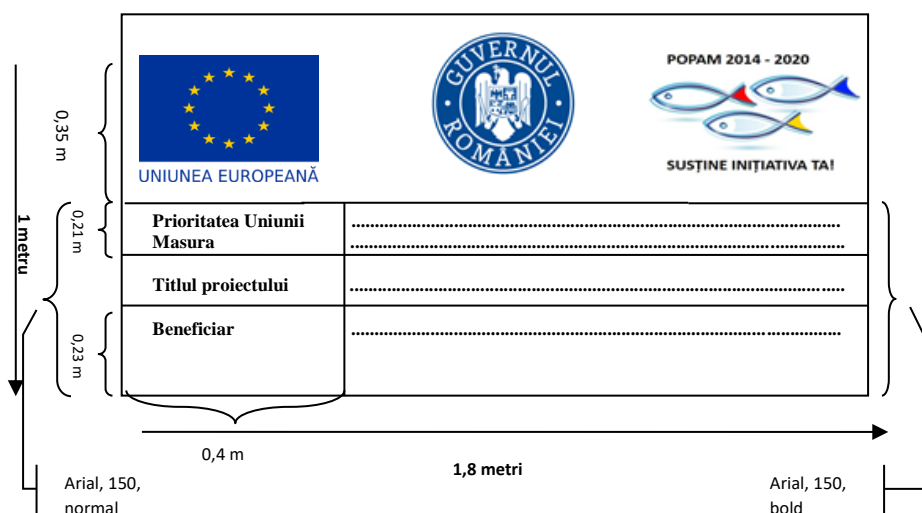 POPAM 2014 - 2020
GUVERNUL ROMÂNIEI
UNIUNEA EUROPEANĂ
SUSȚINE INIȚIATIVA TA!
0,35 m
1 metru
0,21 m
Prioritatea Uniunii
Masura
Titlul proiectului
Beneficiar
0,23 m
0,4 m
1,8 metri
Arial, 150,
normal
Arial, 150,
bold